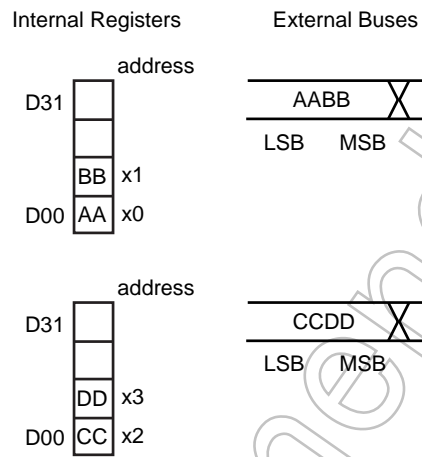 Internal Registers External Buses
address
D31 AABB
LSB MSB
BB x1
D00 AA x0
address
D31 CCDD
LSB MSB
DD x3
D00 CC x2